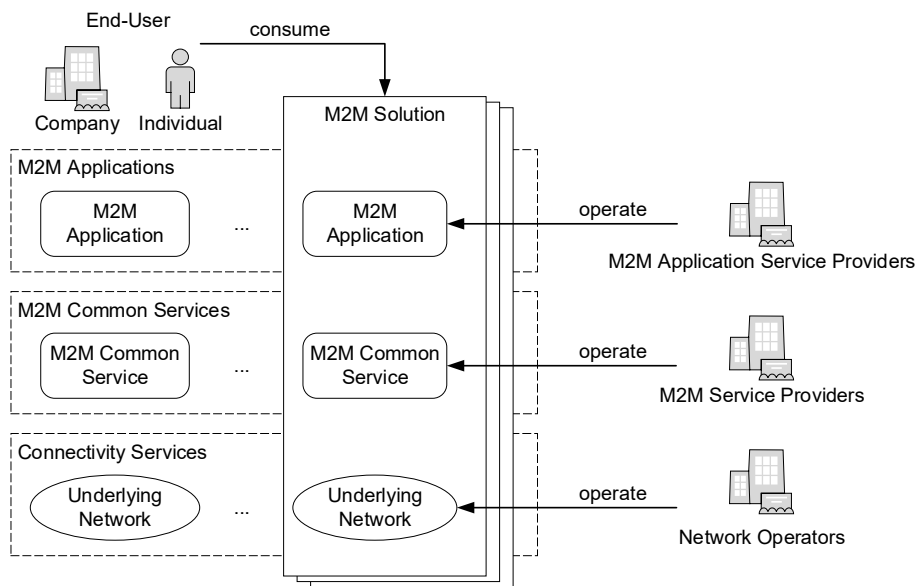 End-User
consume
Company
Individual
M2M Solution
M2M Applications
M2M
Application
...
M2M
Application
operate
M2M Application Service Providers
M2M Common Services
M2M Common
Service
...
M2M Common
Service
operate
M2M Service Providers
Connectivity Services
Underlying
Network
...
Underlying
Network
operate
Network Operators